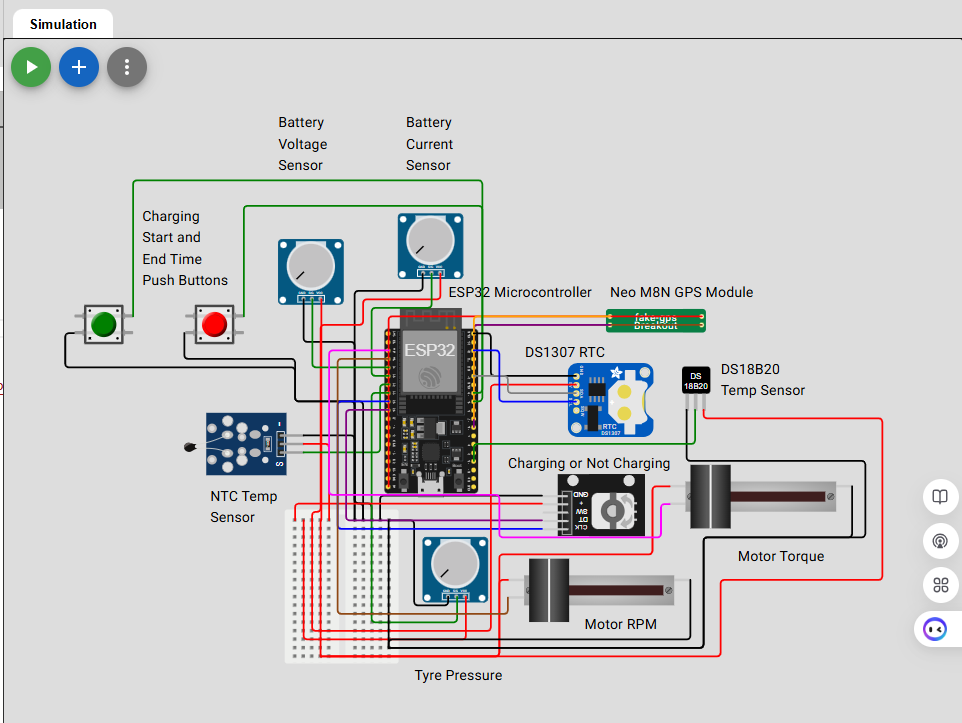 Simulation
Battery
Voltage
Sensor
Battery
Current
Sensor
Charging
Start and
End Time
Push Buttons
ESP32 Microcontroller
Neo M8N GPS Module
fake-gps
Breakout
ESP32
DS1307 RTC
DS
18B20
DS18B20
Temp Sensor
RTC
DS1307
S
NTC Temp
Sensor
Charging or Not Charging
GND
+
SW
DT
CLK
Motor Torque
Motor RPM
Tyre Pressure